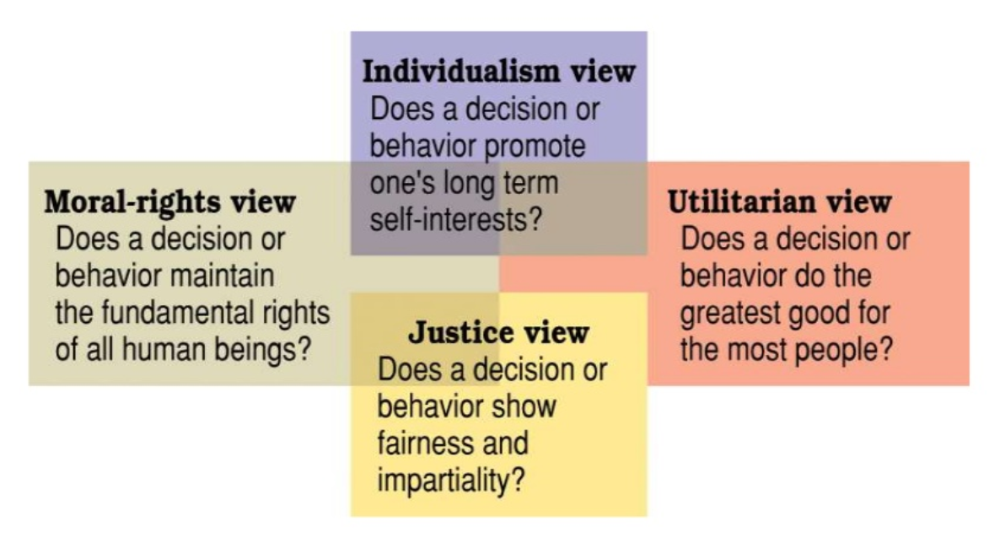 Individualism view
Does a decision or
behavior promote
one's long term
self-interests?
Moral-rights view
Does a decision or
behavior maintain
the fundamental rights
of all human beings?
Utilitarian view
Does a decision or
behavior do the
greatest good for
the most people?
Justice view
Does a decision or
behavior show
fairness and
impartiality?